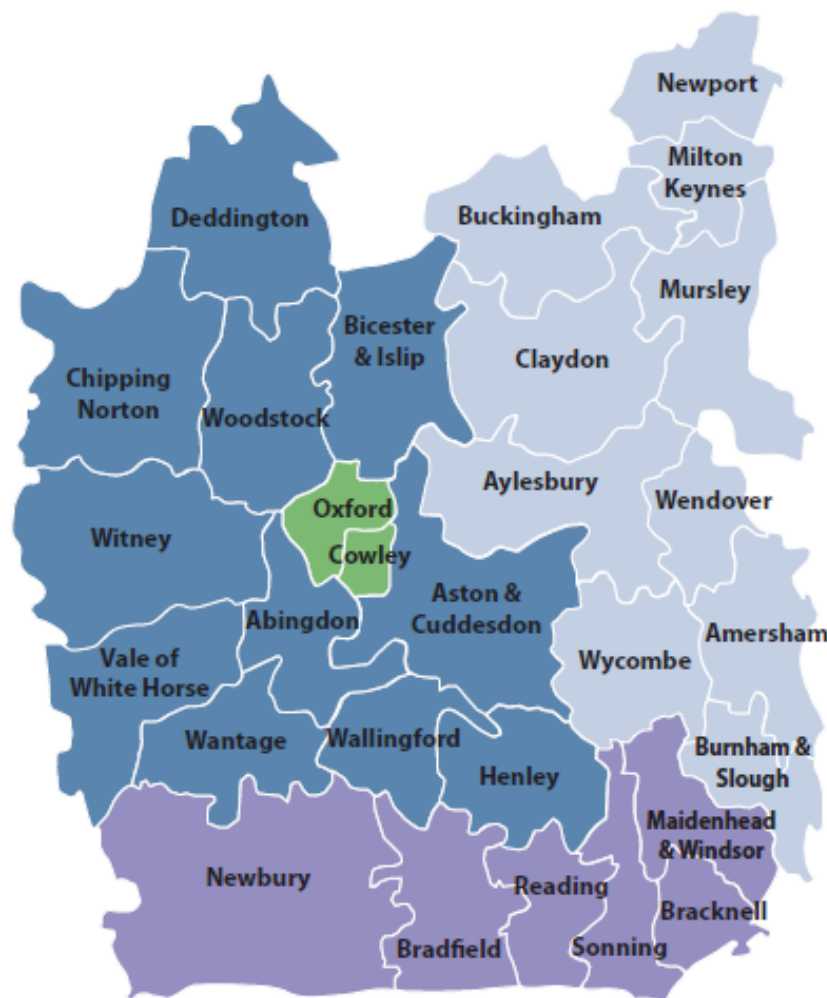 Newport
Milton
Keynes
Deddington
Buckingham
Mursley
Bicester
& Islip
Claydon
Chipping
Norton
Woodstock
Aylesbury
Wendover
Oxford
Witney
Cowley
Aston &
Cuddesdon
Abingdon
Amersham
Vale of
White Horse
Wycombe
Wantage
Wallingford
Burnham &
Slough
Henley
Maidenhead
& Windsor
Newbury
Reading
Bracknell
Bradfield
Sonning